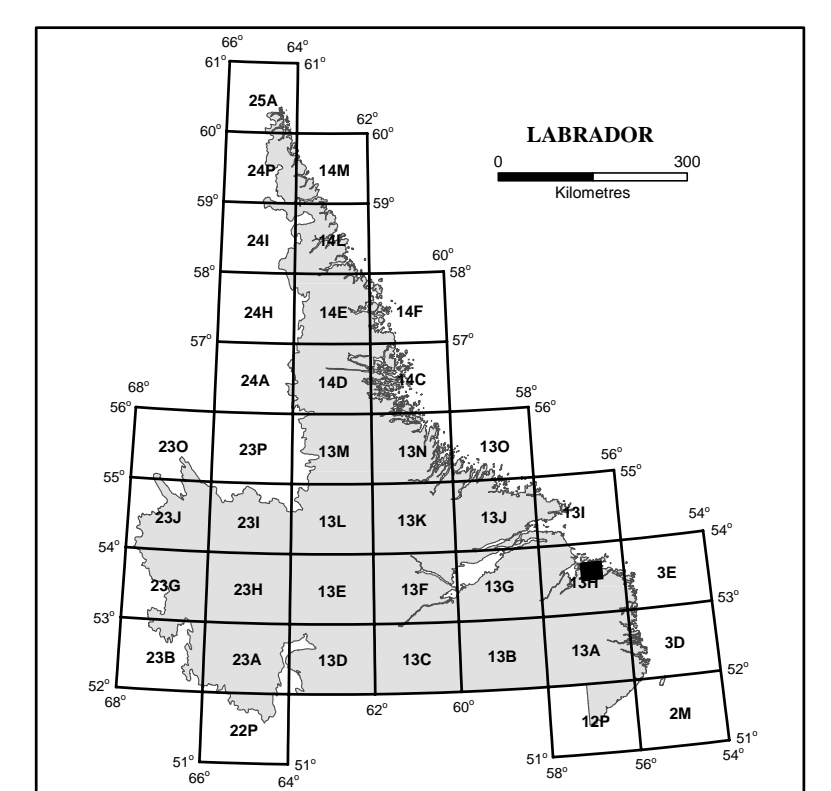 66° 64°
61° 61°
25A
62°
60° 60°
LABRADOR
0 300
Kilometres
24P 14M
59° 59°
24I 14L
60°
58° 58°
24H 14E 14F
57° 57°
24A 14D 14C
68° 58°
56° 56°
23O 23P 13M 13N 13O
56°
55° 55°
23J 23I 13L 13K 13J 13I
54°
54° 54°
23G 23H 13E 13F 13G 13H 3E
53° 53°
23B 23A 13D 13C 13B 13A 3D
52° 52°
68° 62° 60°
22P 12P 2M
51° 51° 51° 51°
66° 64° 58° 56° 54°